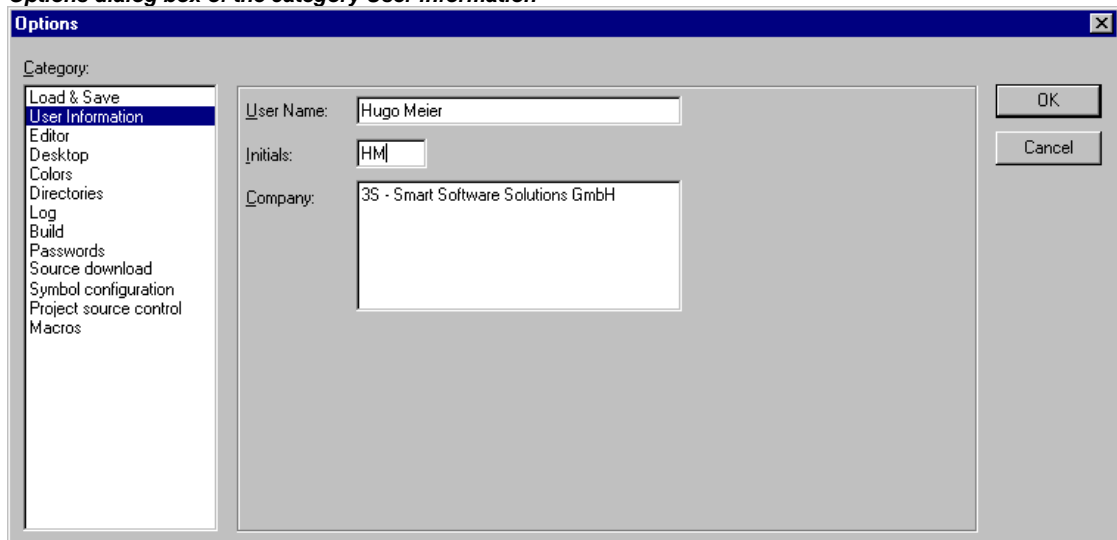 Options dialog box of the category User Information
Options
Category:
Load & Save
User Information
Editor
Desktop
Colors
Directories
Log
Build
Passwords
Source download
Symbol configuration
Project source control
Macros
User Name: Hugo Meier
Initials: HM
Company: 3S - Smart Software Solutions GmbH
OK
Cancel